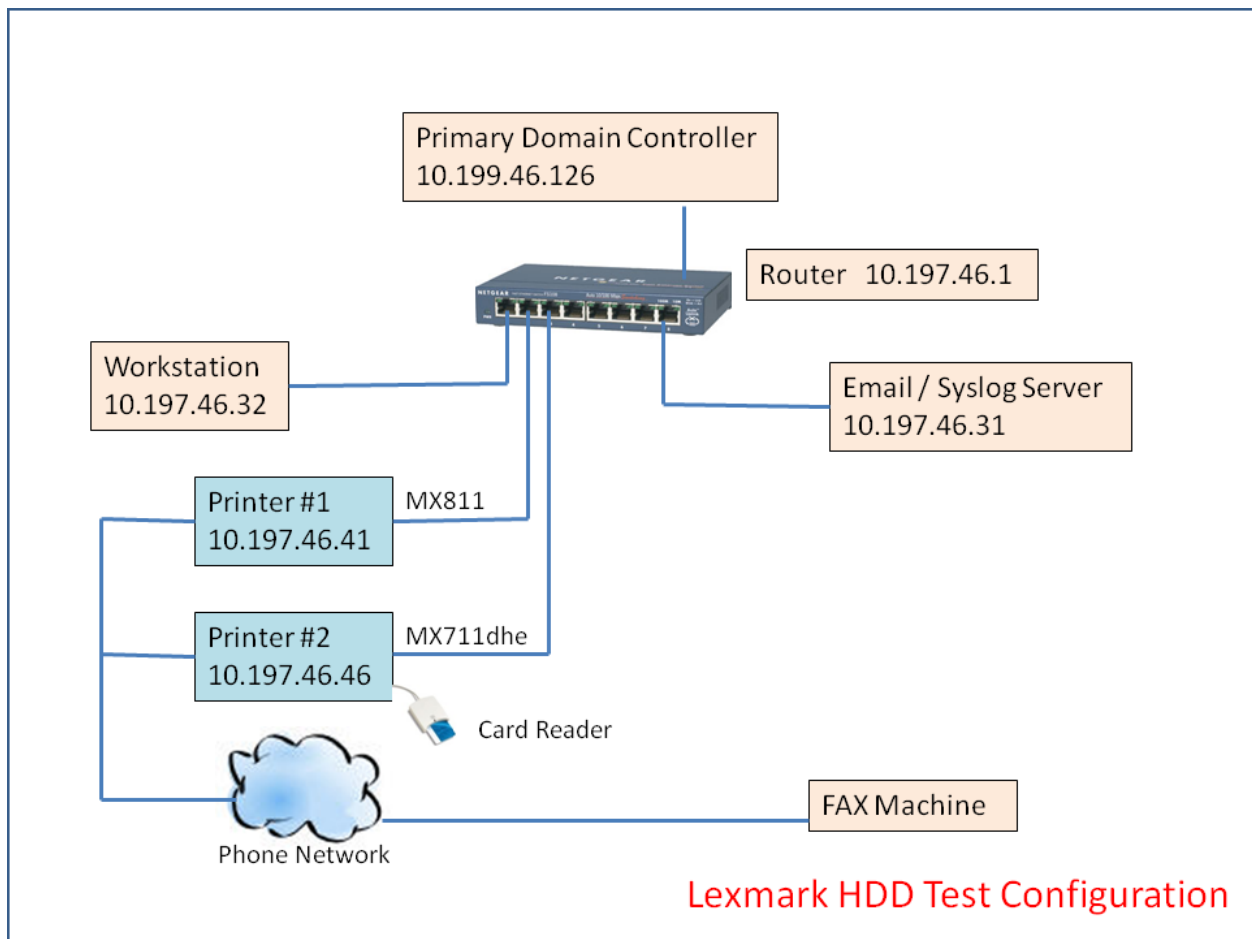 Primary Domain Controller
10.199.46.126
Router 10.197.46.1
NETGEAR
NETGEAR
Workstation
10.197.46.32
Email / Syslog Server
10.197.46.31
Printer #1
10.197.46.41
MX811
Printer #2
10.197.46.46
MX711dhe
Card Reader
Phone Network
FAX Machine
Lexmark HDD Test Configuration